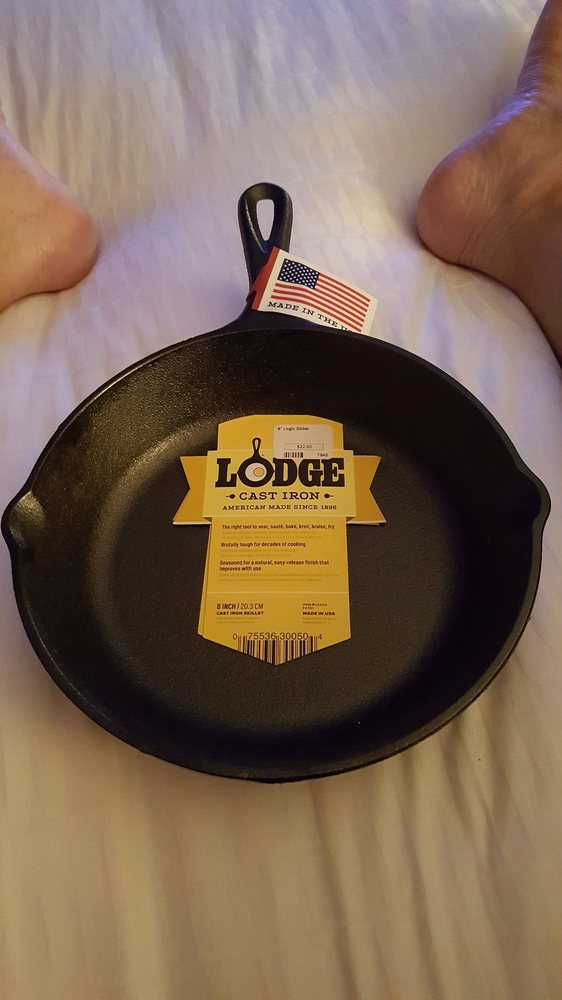 MADE IN THE U
8" Logic Skillet
$22.00
7985
LODGE
CAST IRON
AMERICAN MADE SINCE 1896
The right tool to sear, sauté, bake, broil, braise, fry
Brutally tough for decades of cooking
Seasoned for a natural, easy-release finish that
improves with use
8 INCH / 20.3 CM
CAST IRON SKILLET
MADE IN USA
0 75536 30050 4